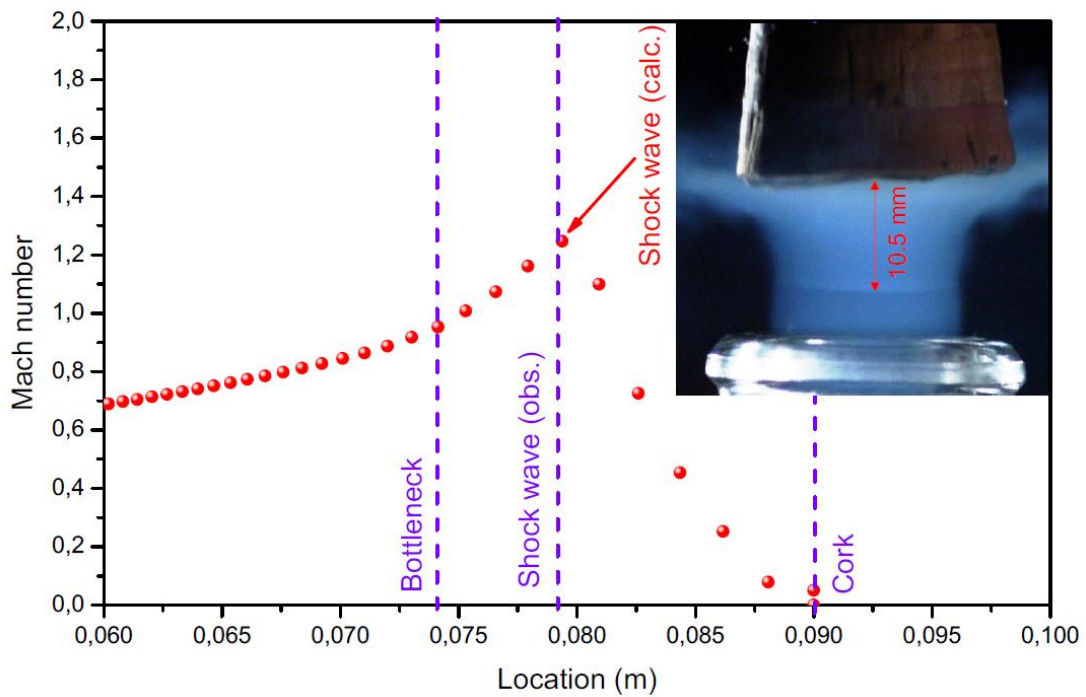 2,0
1,8
1,6
1,4
1,2
1,0
0,8
0,6
0,4
0,2
0,0
Mach number
0,060
0,065
0,070
0,075
0,080
0,085
0,090
0,095
0,100
Location (m)
Bottleneck
Shock wave (obs.)
Shock wave (calc.)
Cork
10.5 mm